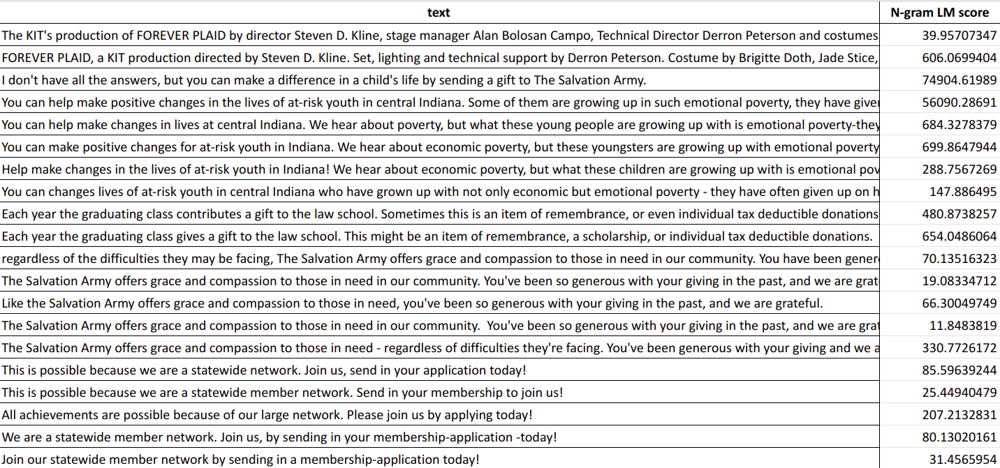 text N-gram LM score
The KIT's production of FOREVER PLAID by director Steven D. Kline, stage manager Alan Bolosan Campo, Technical Director Derron Peterson and costumes 39.95707347
FOREVER PLAID, a KIT production directed by Steven D. Kline. Set, lighting and technical support by Derron Peterson. Costume by Brigitte Doth, Jade Stice, 606.0699404
I don't have all the answers, but you can make a difference in a child's life by sending a gift to The Salvation Army. 74904.61989
You can help make positive changes in the lives of at-risk youth in central Indiana. Some of them are growing up in such emotional poverty, they have given 56090.28691
You can help make changes in lives at central Indiana. We hear about poverty, but what these young people are growing up with is emotional poverty-they 684.3278379
You can make positive changes for at-risk youth in Indiana. We hear about economic poverty, but these youngsters are growing up with emotional poverty 699.8647944
Help make changes in the lives of at-risk youth in Indiana! We hear about economic poverty, but what these children are growing up with is emotional pov 288.7567269
You can changes lives of at-risk youth in central Indiana who have grown up with not only economic but emotional poverty - they have often given up on h 147.886495
Each year the graduating class contributes a gift to the law school. Sometimes this is an item of remembrance, or even individual tax deductible donations 480.8738257
Each year the graduating class gives a gift to the law school. This might be an item of remembrance, a scholarship, or individual tax deductible donations. 654.0486064
regardless of the difficulties they may be facing, The Salvation Army offers grace and compassion to those in need in our community. You have been gener 70.13516323
The Salvation Army offers grace and compassion to those in need in our community. You've been so generous with your giving in the past, and we are grat 19.08334712
Like the Salvation Army offers grace and compassion to those in need, you've been so generous with your giving in the past, and we are grateful. 66.30049749
The Salvation Army offers grace and compassion to those in need in our community.  You've been so generous with your giving in the past, and we are grat 11.8483819
The Salvation Army offers grace and compassion to those in need - regardless of difficulties they're facing. You've been generous with your giving and we a 330.7726172
This is possible because we are a statewide network. Join us, send in your application today! 85.59639244
This is possible because we are a statewide member network. Send in your membership to join us! 25.44940479
All achievements are possible because of our large network. Please join us by applying today! 207.2132831
We are a statewide member network. Join us, by sending in your membership-application -today! 80.13020161
Join our statewide member network by sending in a membership-application today! 31.4565954